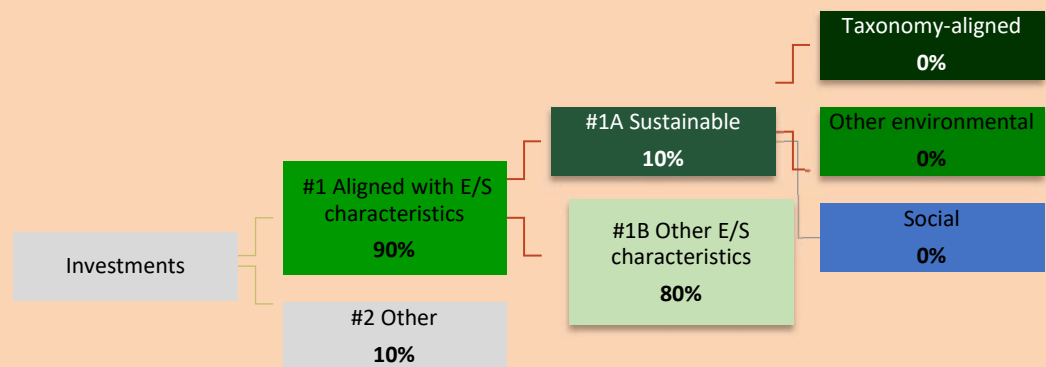 Investments
#1 Aligned with E/S
characteristics
90%
#2 Other
10%
#1A Sustainable
10%
#1B Other E/S
characteristics
80%
Taxonomy-aligned
0%
Other environmental
0%
Social
0%